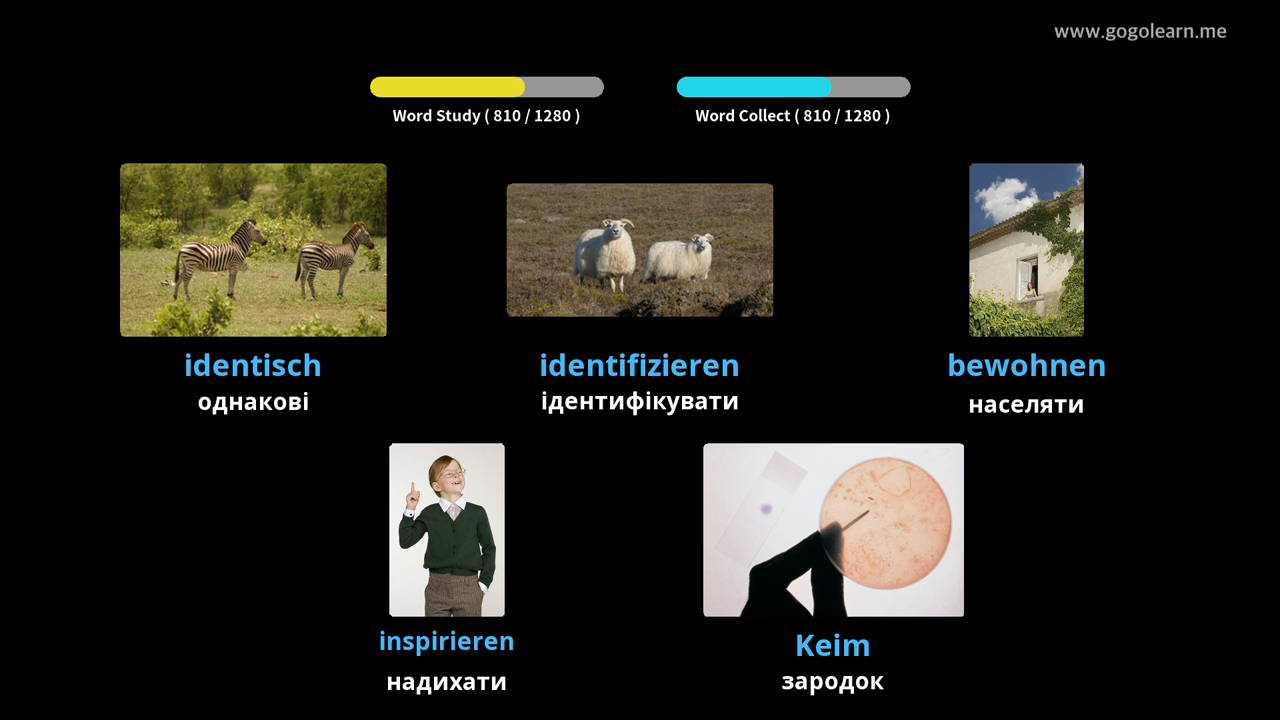 www.gogolearn.me
Word Study ( 810 / 1280 )
Word Collect ( 810 / 1280 )
identisch
однакові
identifizieren
ідентифікувати
bewohnen
населяти
inspirieren
надихати
Keim
зародок